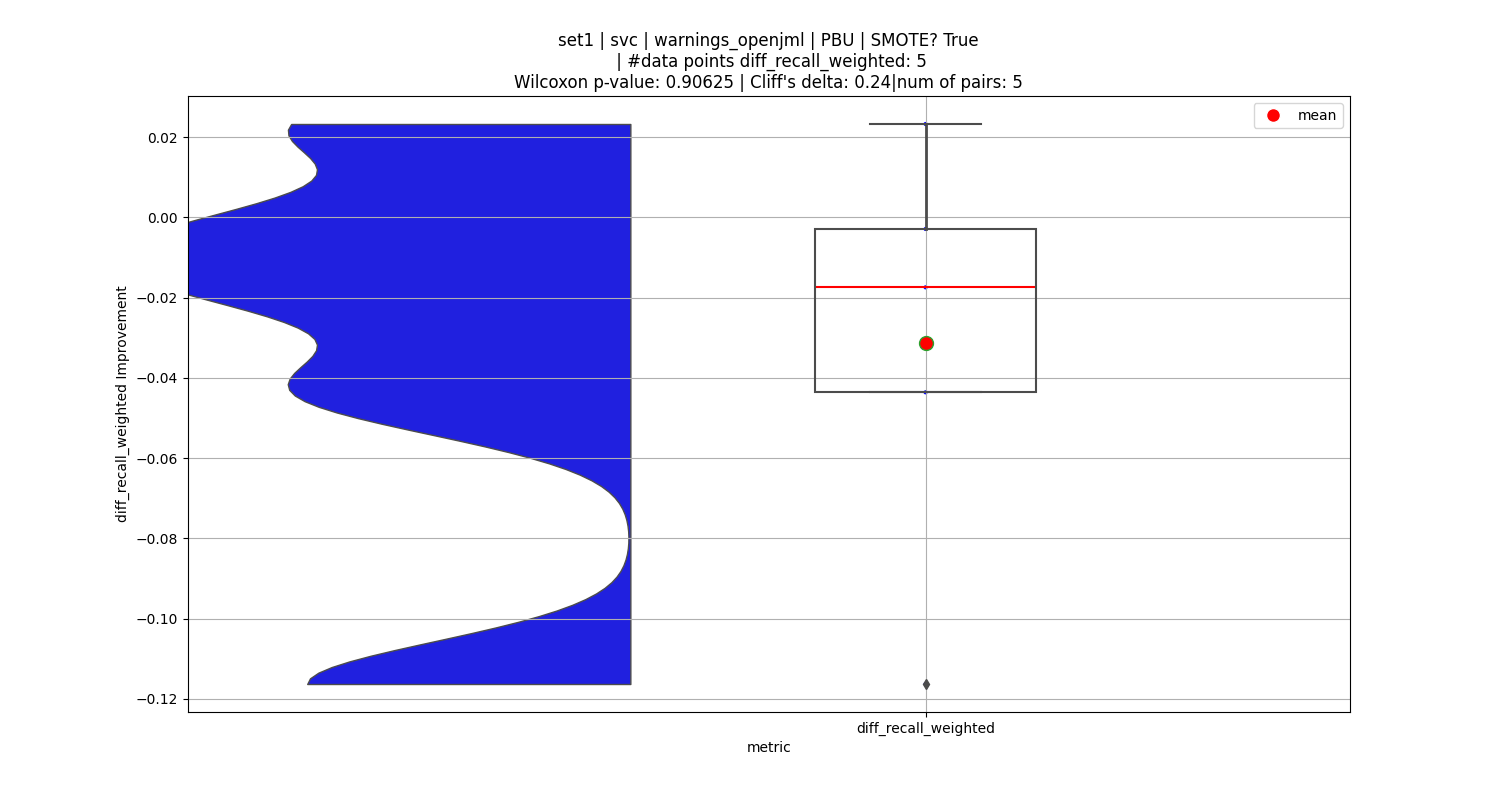 set1 | svc | warnings_openjml | PBU | SMOTE? True
| #data points diff_recall_weighted: 5
Wilcoxon p-value: 0.90625 | Cliff's delta: 0.24|num of pairs: 5
mean
0.02
0.00
−0.02
−0.04
−0.06
−0.08
−0.10
−0.12
diff_recall_weighted Improvement
diff_recall_weighted
metric